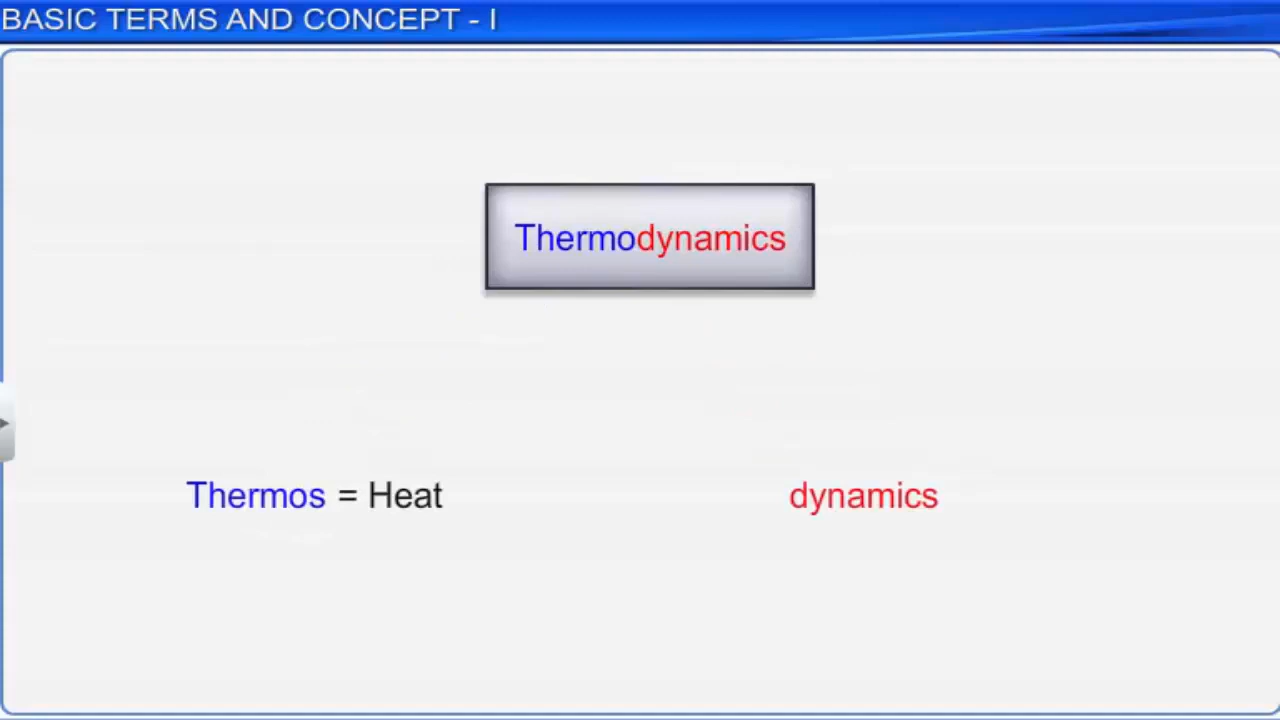 BASIC TERMS AND CONCEPT - I
Thermodynamics
Thermos = Heat
dynamics